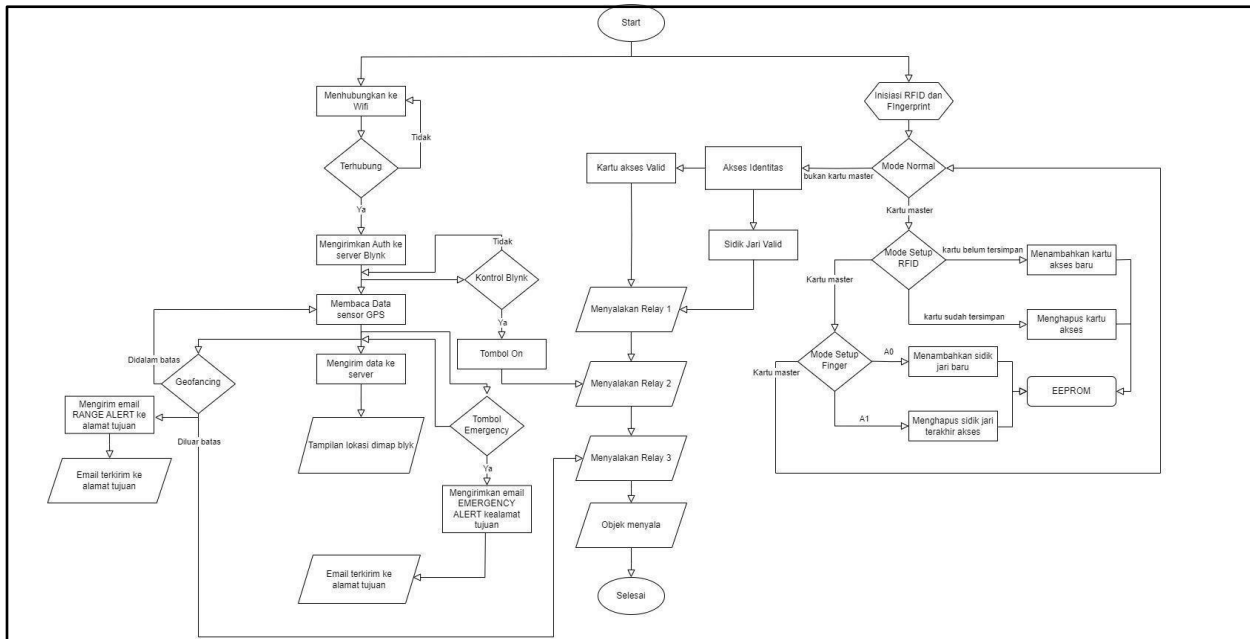 Start
Menhubungkan ke
Wifi
Tidak
Terhubung
Ya
Mengirimkan Auth ke
server Blynk
Tidak
Kontrol Blynk
Ya
Tombol On
Membaca Data
sensor GPS
Didalam batas
Geofancing
Mengirim data ke
server
Tampilan lokasi dimap blyk
Mengirim email
RANGE ALERT ke
alamat tujuan
Diluar batas
Email terkirim ke
alamat tujuan
Tombol
Emergency
Ya
Mengirimkan email
EMERGENCY
ALERT kealamat
tujuan
Email terkirim ke
alamat tujuan
Inisiasi RFID dan
FIngerprint
Mode Normal
bukan kartu master
Akses Identitas
Kartu akses Valid
Sidik Jari Valid
Kartu master
Mode Setup
RFID
kartu belum tersimpan
Menambahkan kartu
akses baru
kartu sudah tersimpan
Menghapus kartu
akses
Kartu master
Mode Setup
Finger
Kartu master
A0
Menambahkan sidik
jari baru
A1
Menghapus sidik jari
terakhir akses
EEPROM
Menyalakan Relay 1
Menyalakan Relay 2
Menyalakan Relay 3
Objek menyala
Selesai